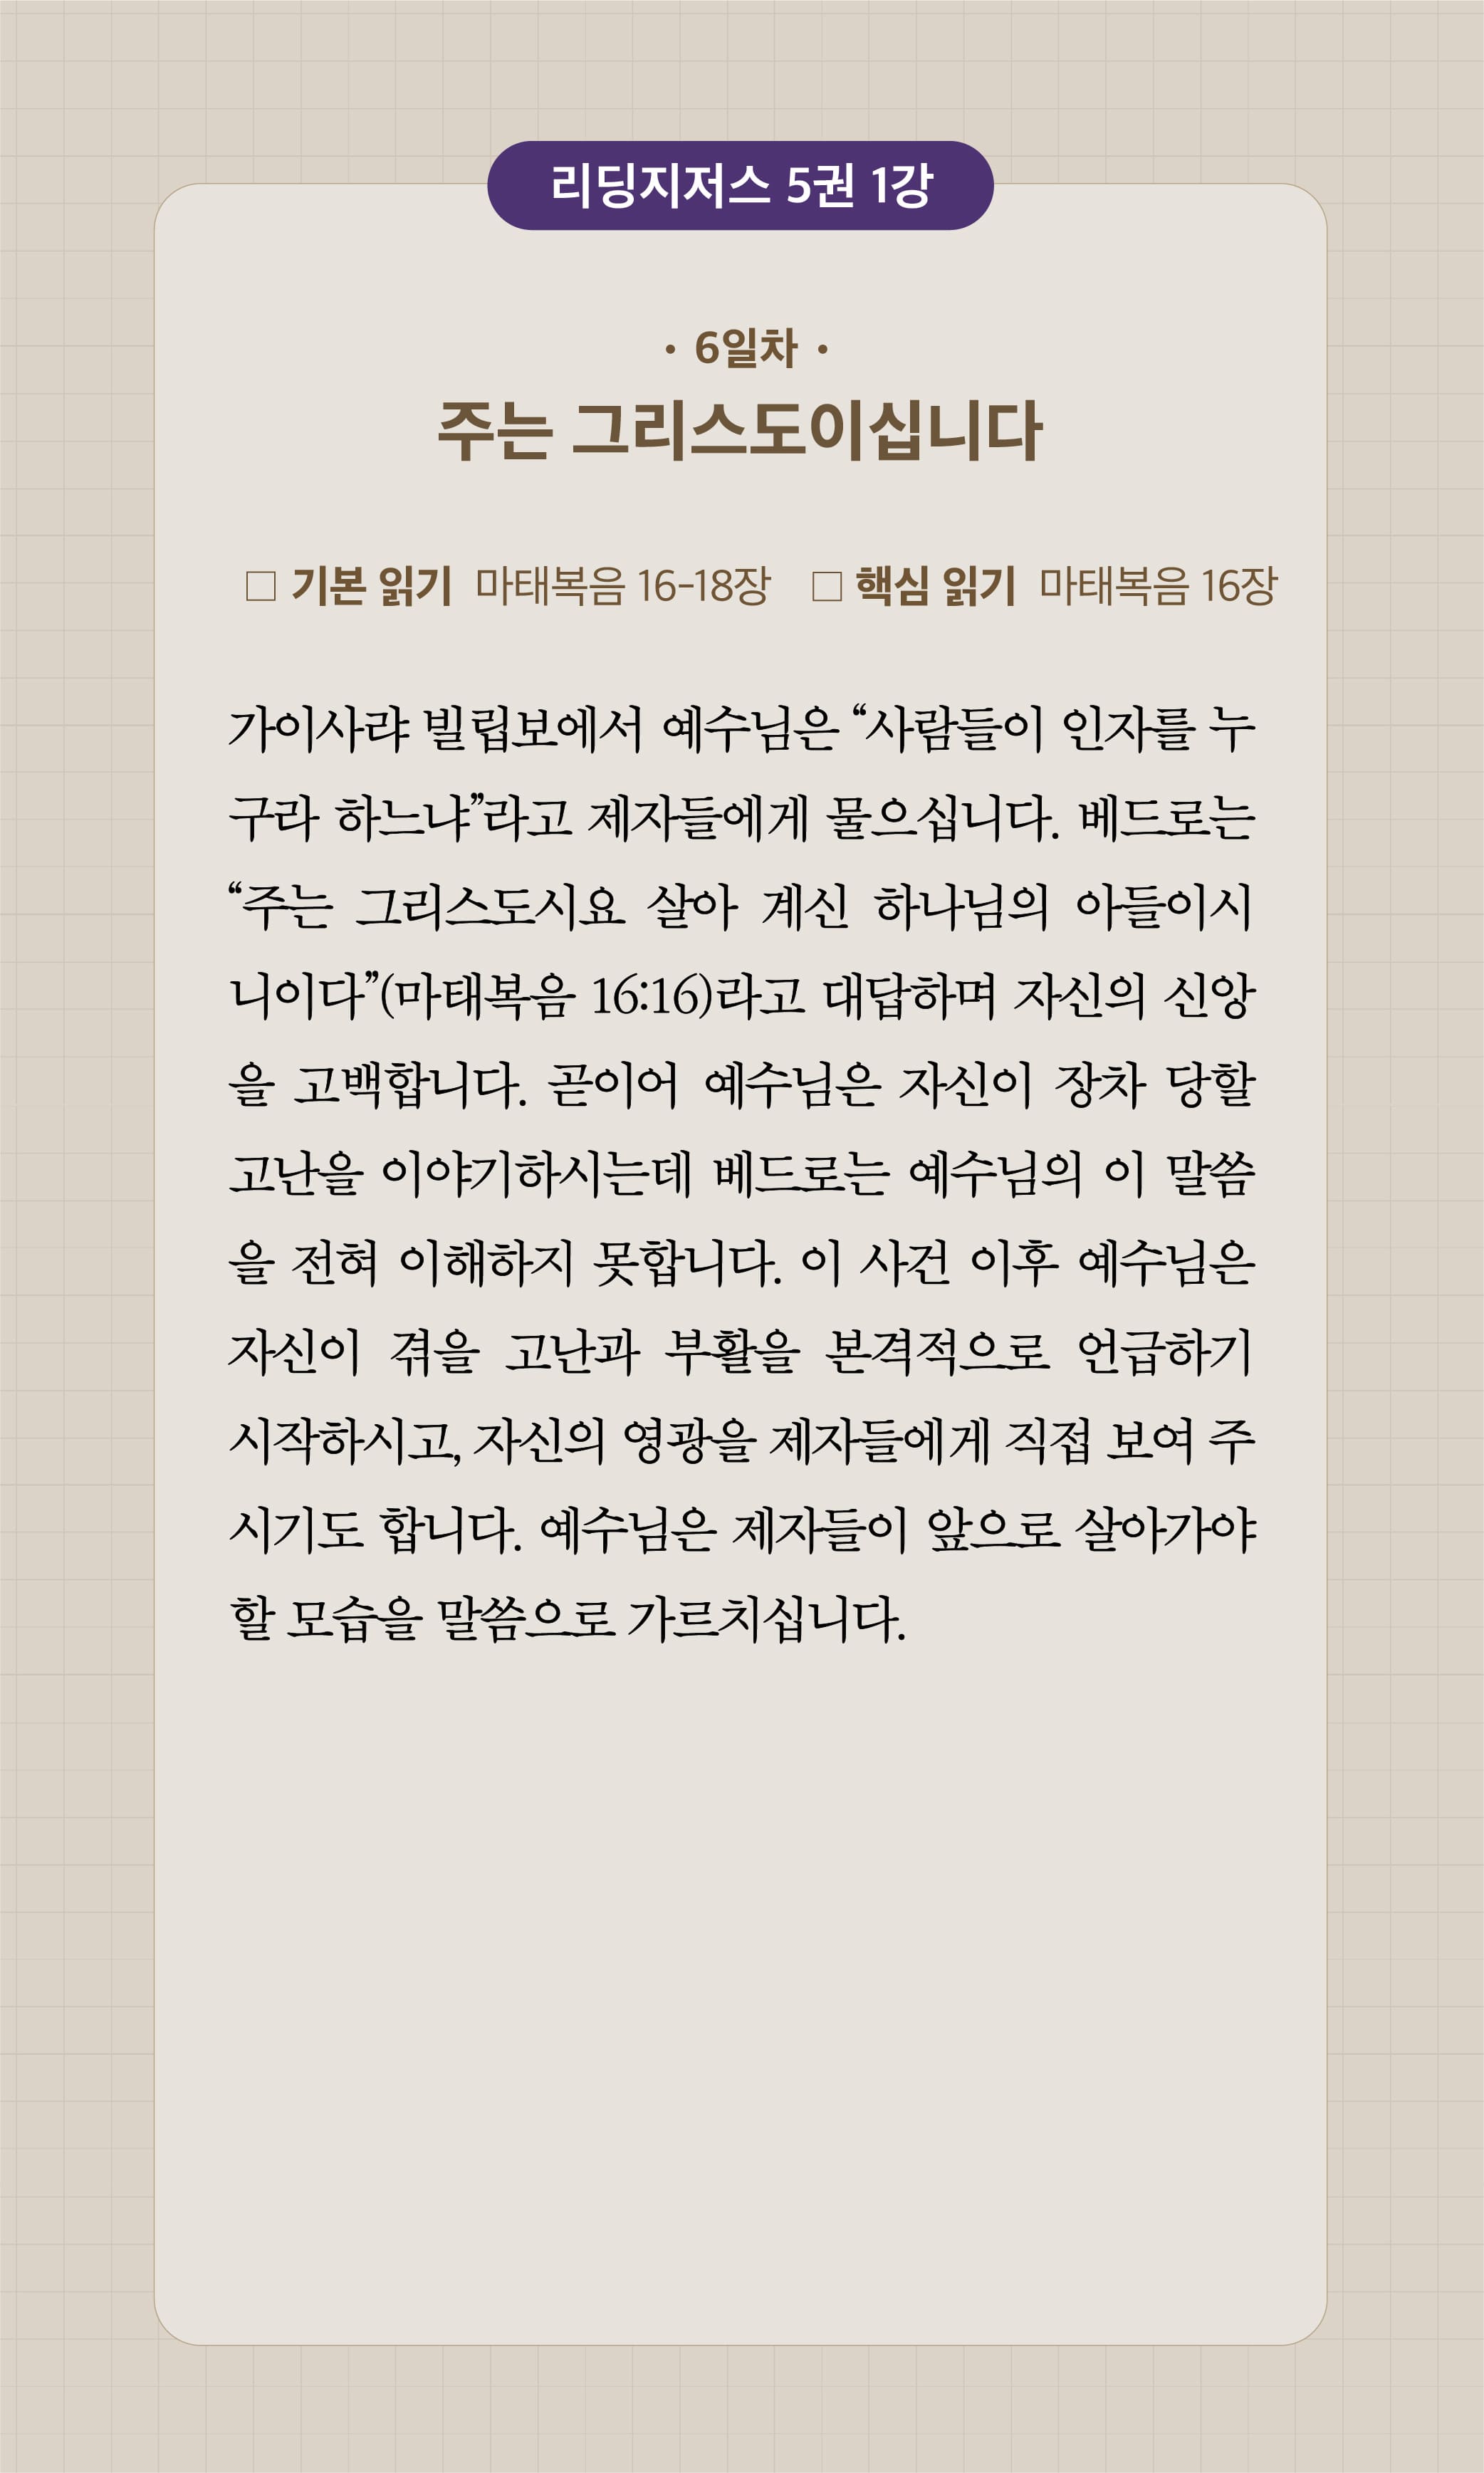 리딩지저스 5권 1강
· 6일차 ·
주는 그리스도이십니다
□ 기본 읽기 마태복음 16-18장 □ 핵심 읽기 마태복음 16장
가이사랴 빌립보에서 예수님은 “사람들이 인자를 누
구라 하느냐”라고 제자들에게 물으십니다. 베드로는
“주는 그리스도시요 살아 계신 하나님의 아들이시
니이다”(마태복음 16:16)라고 대답하며 자신의 신앙
을 고백합니다. 곧이어 예수님은 자신이 장차 당할
고난을 이야기하시는데 베드로는 예수님의 이 말씀
을 전혀 이해하지 못합니다. 이 사건 이후 예수님은
자신이 겪을 고난과 부활을 본격적으로 언급하기
시작하시고, 자신의 영광을 제자들에게 직접 보여 주
시기도 합니다. 예수님은 제자들이 앞으로 살아가야
할 모습을 말씀으로 가르치십니다.